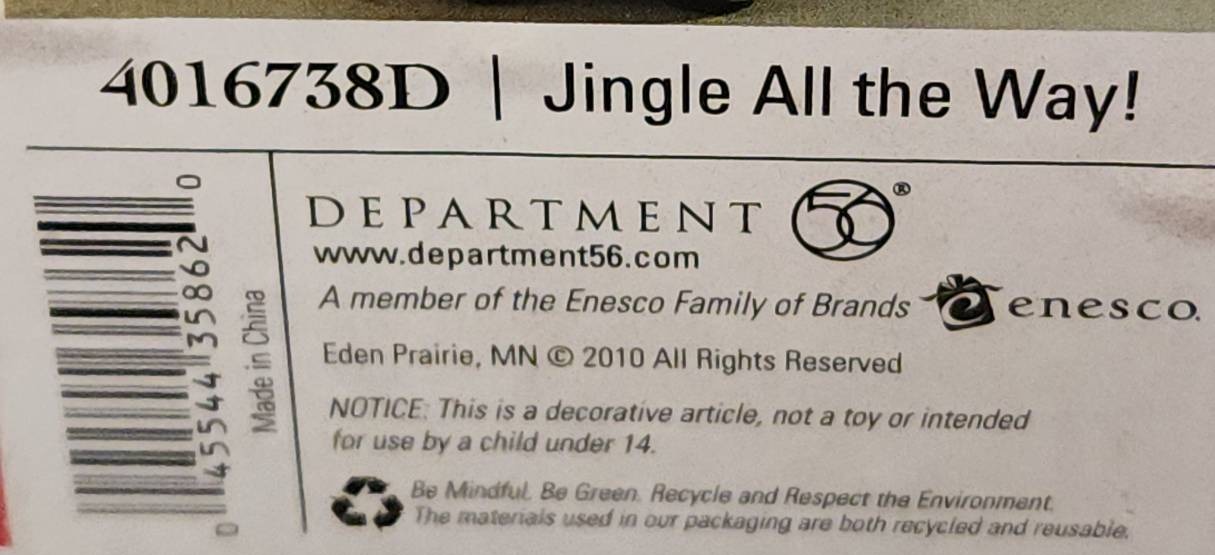 4016738D | Jingle All the Way!
0 45544 35862 0
Made in China
DEPARTMENT 56®
www.department56.com
A member of the Enesco Family of Brands enesco.
Eden Prairie, MN © 2010 All Rights Reserved
NOTICE: This is a decorative article, not a toy or intended
for use by a child under 14.
Be Mindful. Be Green. Recycle and Respect the Environment.
The materials used in our packaging are both recycled and reusable.